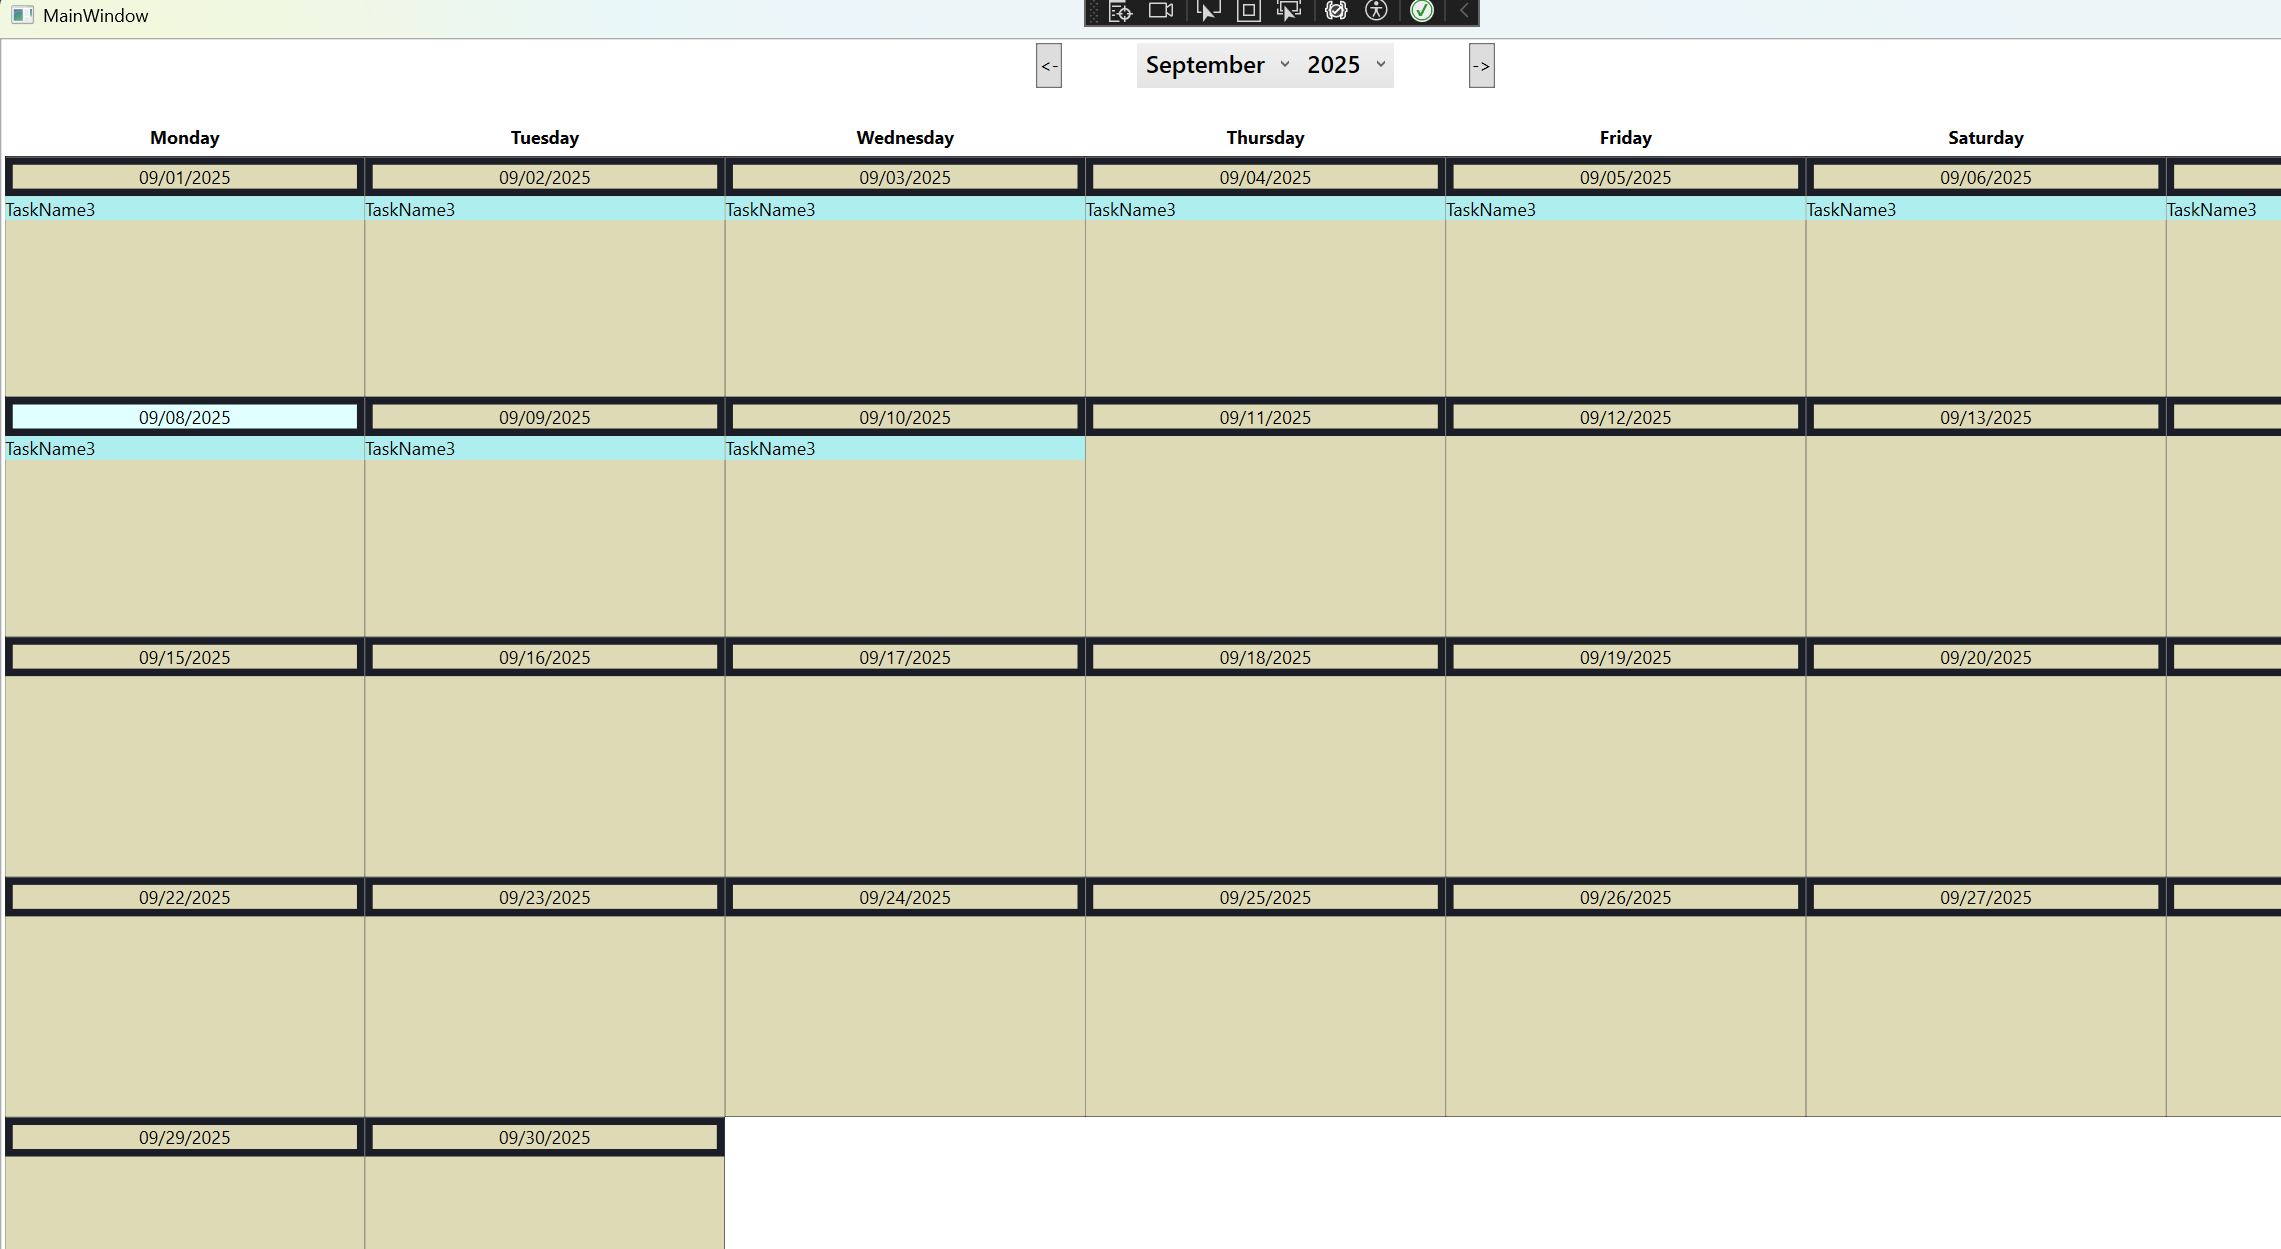 MainWindow
<- September 2025 ->
Monday Tuesday Wednesday Thursday Friday Saturday
09/01/2025 09/02/2025 09/03/2025 09/04/2025 09/05/2025 09/06/2025
TaskName3 TaskName3 TaskName3 TaskName3 TaskName3 TaskName3 TaskName3
09/08/2025 09/09/2025 09/10/2025 09/11/2025 09/12/2025 09/13/2025
TaskName3 TaskName3 TaskName3
09/15/2025 09/16/2025 09/17/2025 09/18/2025 09/19/2025 09/20/2025
09/22/2025 09/23/2025 09/24/2025 09/25/2025 09/26/2025 09/27/2025
09/29/2025 09/30/2025